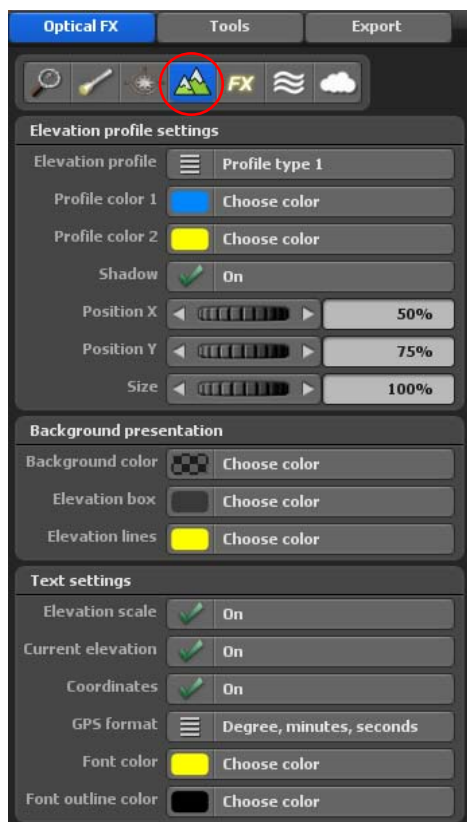 Optical FX Tools Export
FX
Elevation profile settings
Elevation profile Profile type 1
Profile color 1 Choose color
Profile color 2 Choose color
Shadow On
Position X 50%
Position Y 75%
Size 100%
Background presentation
Background color Choose color
Elevation box Choose color
Elevation lines Choose color
Text settings
Elevation scale On
Current elevation On
Coordinates On
GPS format Degree, minutes, seconds
Font color Choose color
Font outline color Choose color